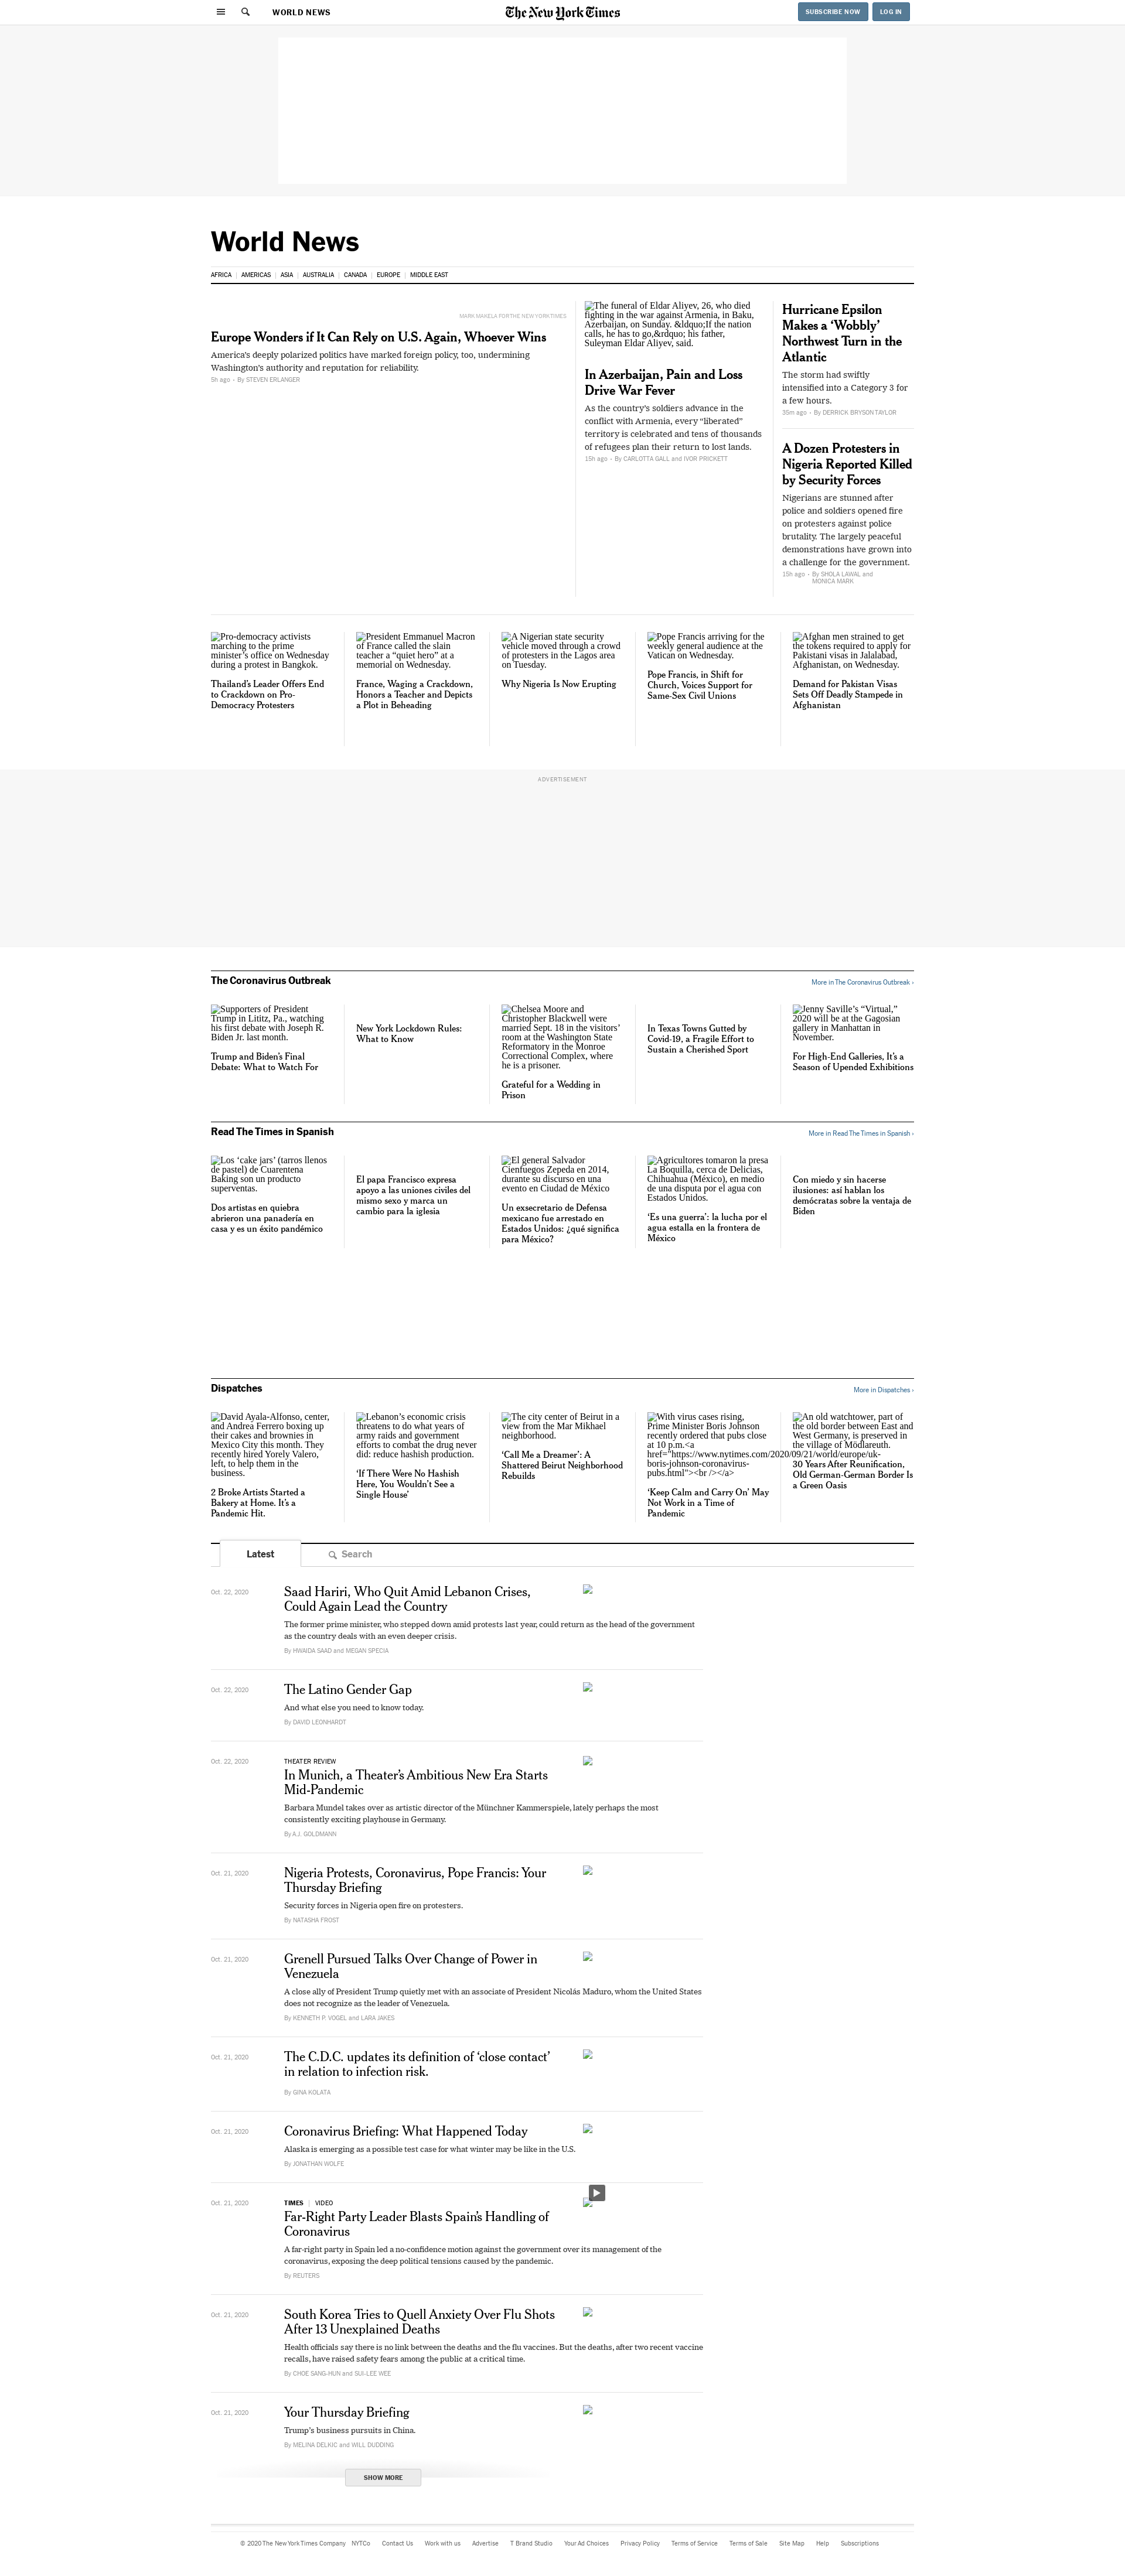 WORLD NEWS
The New York Times
SUBSCRIBE NOW
LOG IN
World News
AFRICA | AMERICAS | ASIA | AUSTRALIA | CANADA | EUROPE | MIDDLE EAST
MARK MAKELA FOR THE NEW YORK TIMES
Europe Wonders if It Can Rely on U.S. Again, Whoever Wins
America’s deeply polarized politics have marked foreign policy, too, undermining
Washington’s authority and reputation for reliability.
5h ago • By STEVEN ERLANGER
The funeral of Eldar Aliyev, 26, who died
fighting in the war against Armenia, in Baku,
Azerbaijan, on Sunday. &ldquo;If the nation
calls, he has to go,&rdquo; his father,
Suleyman Eldar Aliyev, said.
In Azerbaijan, Pain and Loss
Drive War Fever
As the country’s soldiers advance in the
conflict with Armenia, every “liberated”
territory is celebrated and tens of thousands
of refugees plan their return to lost lands.
15h ago • By CARLOTTA GALL and IVOR PRICKETT
Hurricane Epsilon
Makes a ‘Wobbly’
Northwest Turn in the
Atlantic
The storm had swiftly
intensified into a Category 3 for
a few hours.
35m ago • By DERRICK BRYSON TAYLOR
A Dozen Protesters in
Nigeria Reported Killed
by Security Forces
Nigerians are stunned after
police and soldiers opened fire
on protesters against police
brutality. The largely peaceful
demonstrations have grown into
a challenge for the government.
15h ago • By SHOLA LAWAL and
MONICA MARK
Pro-democracy activists
marching to the prime
minister’s office on Wednesday
during a protest in Bangkok.
Thailand’s Leader Offers End
to Crackdown on Pro-
Democracy Protesters
President Emmanuel Macron
of France called the slain
teacher a “quiet hero” at a
memorial on Wednesday.
France, Waging a Crackdown,
Honors a Teacher and Depicts
a Plot in Beheading
A Nigerian state security
vehicle moved through a crowd
of protesters in the Lagos area
on Tuesday.
Why Nigeria Is Now Erupting
Pope Francis arriving for the
weekly general audience at the
Vatican on Wednesday.
Pope Francis, in Shift for
Church, Voices Support for
Same-Sex Civil Unions
Afghan men strained to get
the tokens required to apply for
Pakistani visas in Jalalabad,
Afghanistan, on Wednesday.
Demand for Pakistan Visas
Sets Off Deadly Stampede in
Afghanistan
ADVERTISEMENT
The Coronavirus Outbreak
More in The Coronavirus Outbreak ›
Supporters of President
Trump in Lititz, Pa., watching
his first debate with Joseph R.
Biden Jr. last month.
Trump and Biden’s Final
Debate: What to Watch For
New York Lockdown Rules:
What to Know
Chelsea Moore and
Christopher Blackwell were
married Sept. 18 in the visitors’
room at the Washington State
Reformatory in the Monroe
Correctional Complex, where
he is a prisoner.
Grateful for a Wedding in
Prison
In Texas Towns Gutted by
Covid-19, a Fragile Effort to
Sustain a Cherished Sport
Jenny Saville’s “Virtual,”
2020 will be at the Gagosian
gallery in Manhattan in
November.
For High-End Galleries, It’s a
Season of Upended Exhibitions
Read The Times in Spanish
More in Read The Times in Spanish ›
Los ‘cake jars’ (tarros llenos
de pastel) de Cuarentena
Baking son un producto
superventas.
Dos artistas en quiebra
abrieron una panadería en
casa y es un éxito pandémico
El papa Francisco expresa
apoyo a las uniones civiles del
mismo sexo y marca un
cambio para la iglesia
El general Salvador
Cienfuegos Zepeda en 2014,
durante su discurso en una
evento en Ciudad de México
Un exsecretario de Defensa
mexicano fue arrestado en
Estados Unidos: ¿qué significa
para México?
Agricultores tomaron la presa
La Boquilla, cerca de Delicias,
Chihuahua (México), en medio
de una disputa por el agua con
Estados Unidos.
‘Es una guerra’: la lucha por el
agua estalla en la frontera de
México
Con miedo y sin hacerse
ilusiones: así hablan los
demócratas sobre la ventaja de
Biden
Dispatches
More in Dispatches ›
David Ayala-Alfonso, center,
and Andrea Ferrero boxing up
their cakes and brownies in
Mexico City this month. They
recently hired Yorely Valero,
left, to help them in the
business.
2 Broke Artists Started a
Bakery at Home. It’s a
Pandemic Hit.
Lebanon’s economic crisis
threatens to do what years of
army raids and government
efforts to combat the drug never
did: reduce hashish production.
‘If There Were No Hashish
Here, You Wouldn’t See a
Single House’
The city center of Beirut in a
view from the Mar Mikhael
neighborhood.
‘Call Me a Dreamer’: A
Shattered Beirut Neighborhood
Rebuilds
With virus cases rising,
Prime Minister Boris Johnson
recently ordered that pubs close
at 10 p.m.<a
href="https://www.nytimes.com/2020/09/21/world/europe/uk-
boris-johnson-coronavirus-
pubs.html"><br /></a>
‘Keep Calm and Carry On’ May
Not Work in a Time of
Pandemic
An old watchtower, part of
the old border between East and
West Germany, is preserved in
the village of Mödlareuth.
30 Years After Reunification,
Old German-German Border Is
a Green Oasis
Latest
Search
Oct. 22, 2020
Saad Hariri, Who Quit Amid Lebanon Crises,
Could Again Lead the Country
The former prime minister, who stepped down amid protests last year, could return as the head of the government
as the country deals with an even deeper crisis.
By HWAIDA SAAD and MEGAN SPECIA
Oct. 22, 2020
The Latino Gender Gap
And what else you need to know today.
By DAVID LEONHARDT
Oct. 22, 2020
THEATER REVIEW
In Munich, a Theater’s Ambitious New Era Starts
Mid-Pandemic
Barbara Mundel takes over as artistic director of the Münchner Kammerspiele, lately perhaps the most
consistently exciting playhouse in Germany.
By A.J. GOLDMANN
Oct. 21, 2020
Nigeria Protests, Coronavirus, Pope Francis: Your
Thursday Briefing
Security forces in Nigeria open fire on protesters.
By NATASHA FROST
Oct. 21, 2020
Grenell Pursued Talks Over Change of Power in
Venezuela
A close ally of President Trump quietly met with an associate of President Nicolás Maduro, whom the United States
does not recognize as the leader of Venezuela.
By KENNETH P. VOGEL and LARA JAKES
Oct. 21, 2020
The C.D.C. updates its definition of ‘close contact’
in relation to infection risk.
By GINA KOLATA
Oct. 21, 2020
Coronavirus Briefing: What Happened Today
Alaska is emerging as a possible test case for what winter may be like in the U.S.
By JONATHAN WOLFE
Oct. 21, 2020
TIMES | VIDEO
Far-Right Party Leader Blasts Spain’s Handling of
Coronavirus
A far-right party in Spain led a no-confidence motion against the government over its management of the
coronavirus, exposing the deep political tensions caused by the pandemic.
By REUTERS
Oct. 21, 2020
South Korea Tries to Quell Anxiety Over Flu Shots
After 13 Unexplained Deaths
Health officials say there is no link between the deaths and the flu vaccines. But the deaths, after two recent vaccine
recalls, have raised safety fears among the public at a critical time.
By CHOE SANG-HUN and SUI-LEE WEE
Oct. 21, 2020
Your Thursday Briefing
Trump’s business pursuits in China.
By MELINA DELKIC and WILL DUDDING
SHOW MORE
© 2020 The New York Times Company NYTCo Contact Us Work with us Advertise T Brand Studio Your Ad Choices Privacy Policy Terms of Service Terms of Sale Site Map Help Subscriptions